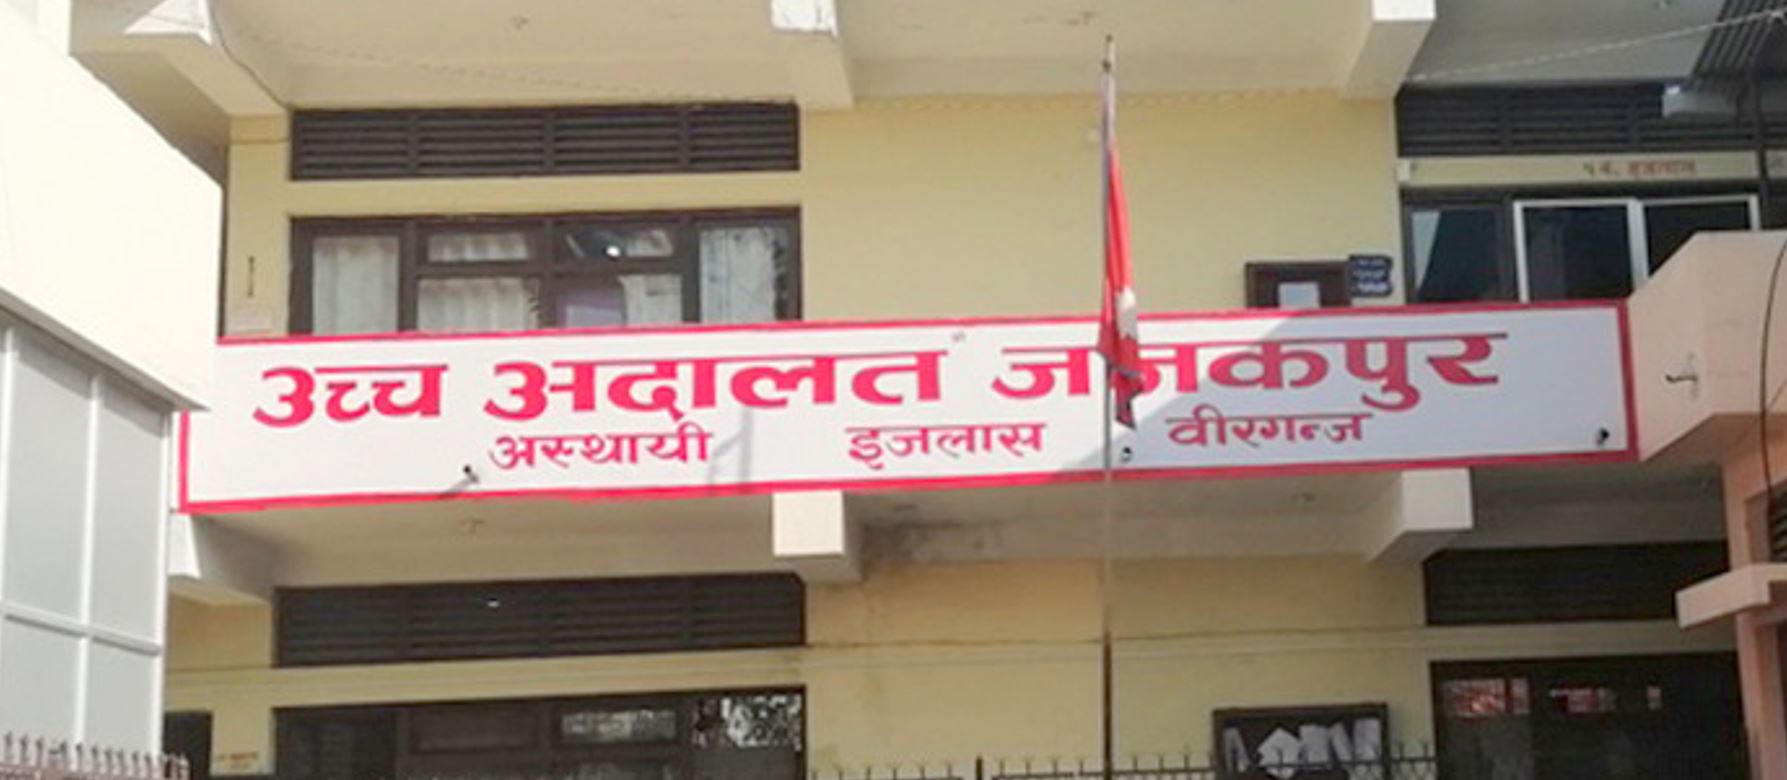 उच्च अदालत जनकपुर
अस्थायी इजलास वीरगन्ज